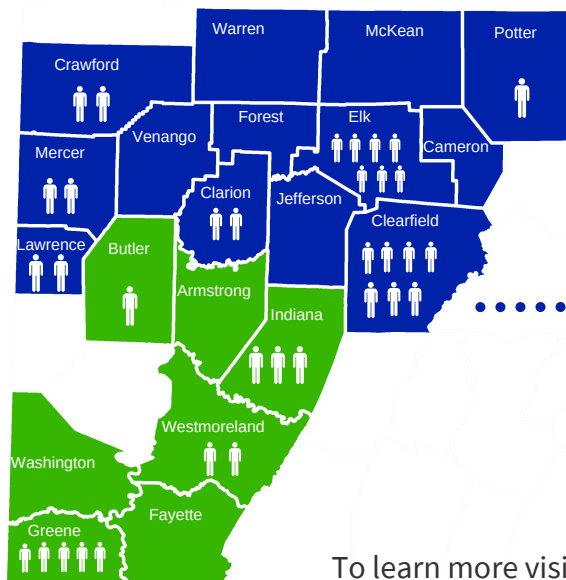 Warren
McKean
Potter
Crawford
Forest
Elk
Venango
Cameron
Mercer
Clarion
Jefferson
Clearfield
Lawrence
Butler
Armstrong
Indiana
Westmoreland
Washington
Fayette
Greene
To learn more visi